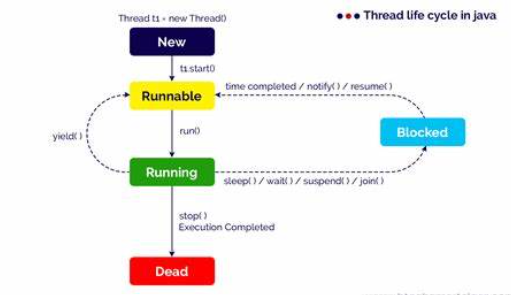 Thread t1 = new Thread()
Thread life cycle in java
New
t1.start()
Runnable
time completed / notify( ) / resume( )
yield( )
run()
Blocked
Running
sleep( ) / wait( ) / suspend( ) / join( )
stop( )
Execution Completed
Dead